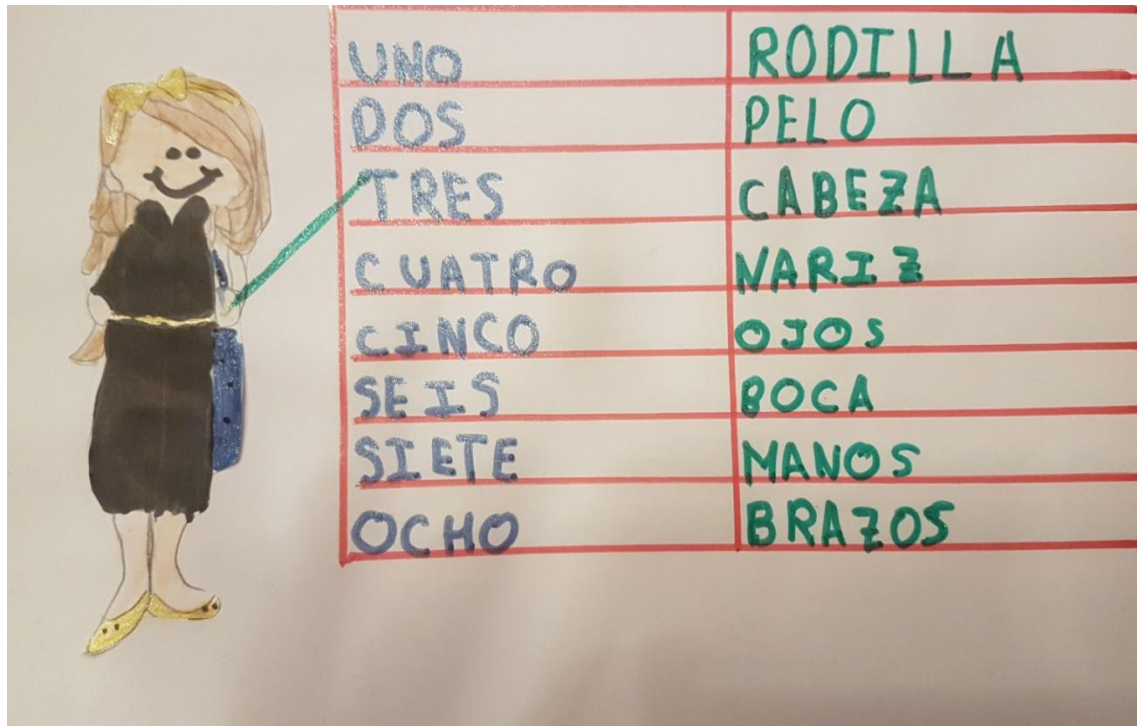 UNO RODILLA
DOS PELO
TRES CABEZA
CUATRO NARIZ
CINCO OJOS
SEIS BOCA
SIETE MANOS
OCHO BRAZOS